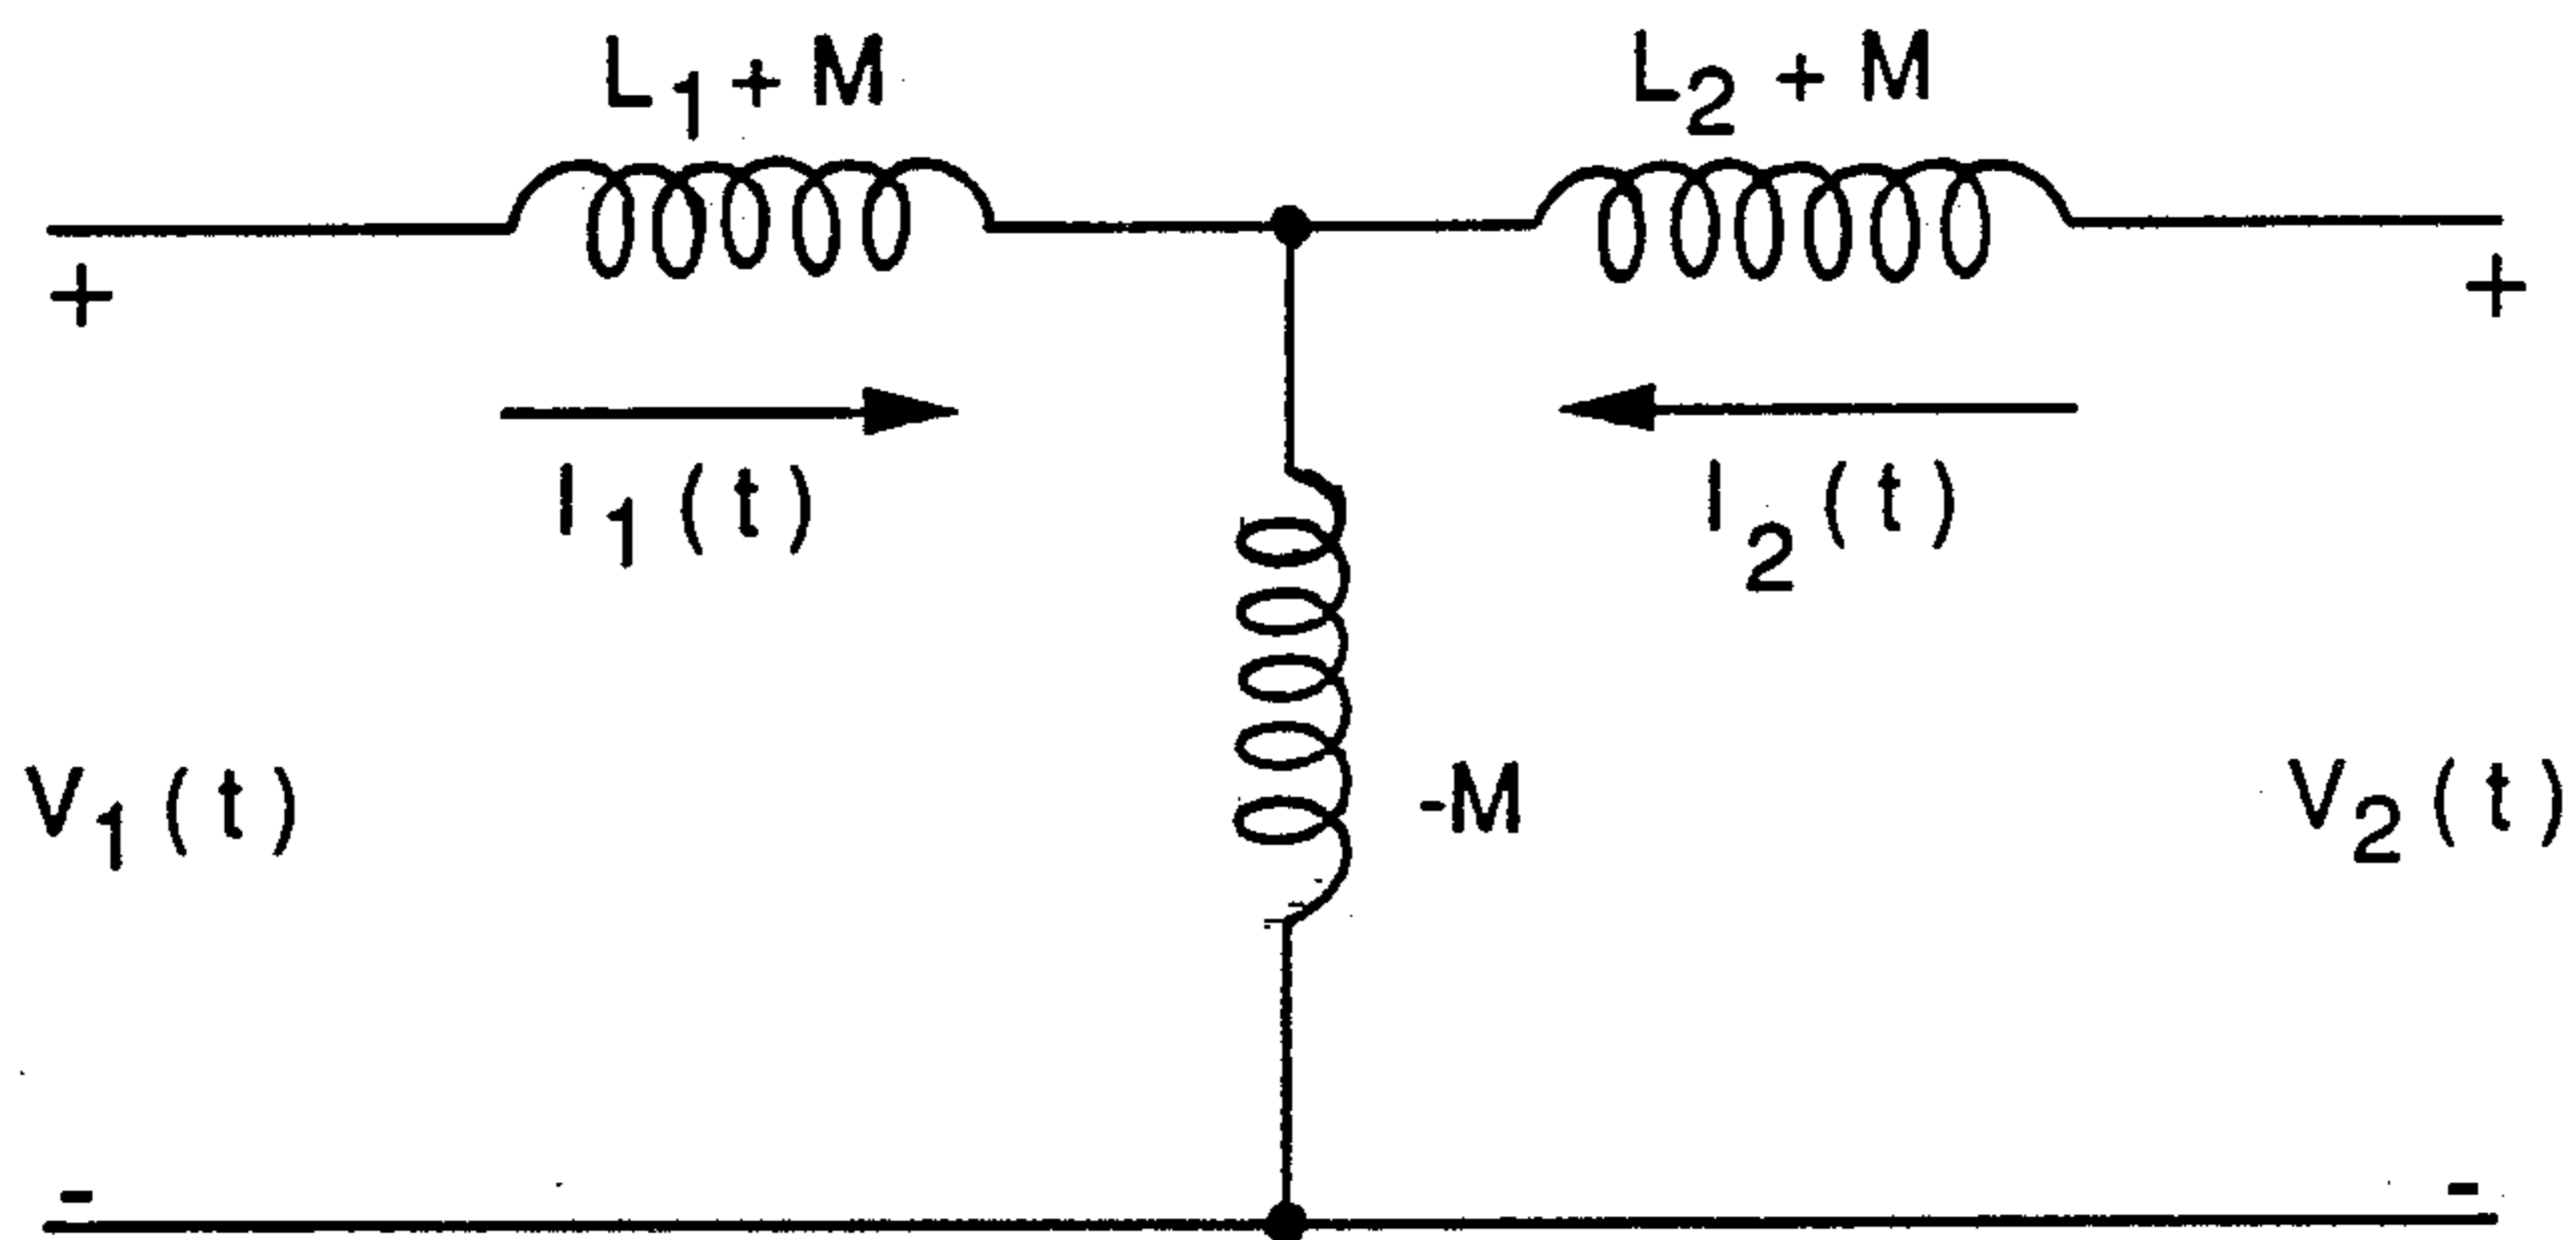 L1 + M
L2 + M
+
+
I1 ( t )
I2 ( t )
V1 ( t )
-M
V2 ( t )
-
-